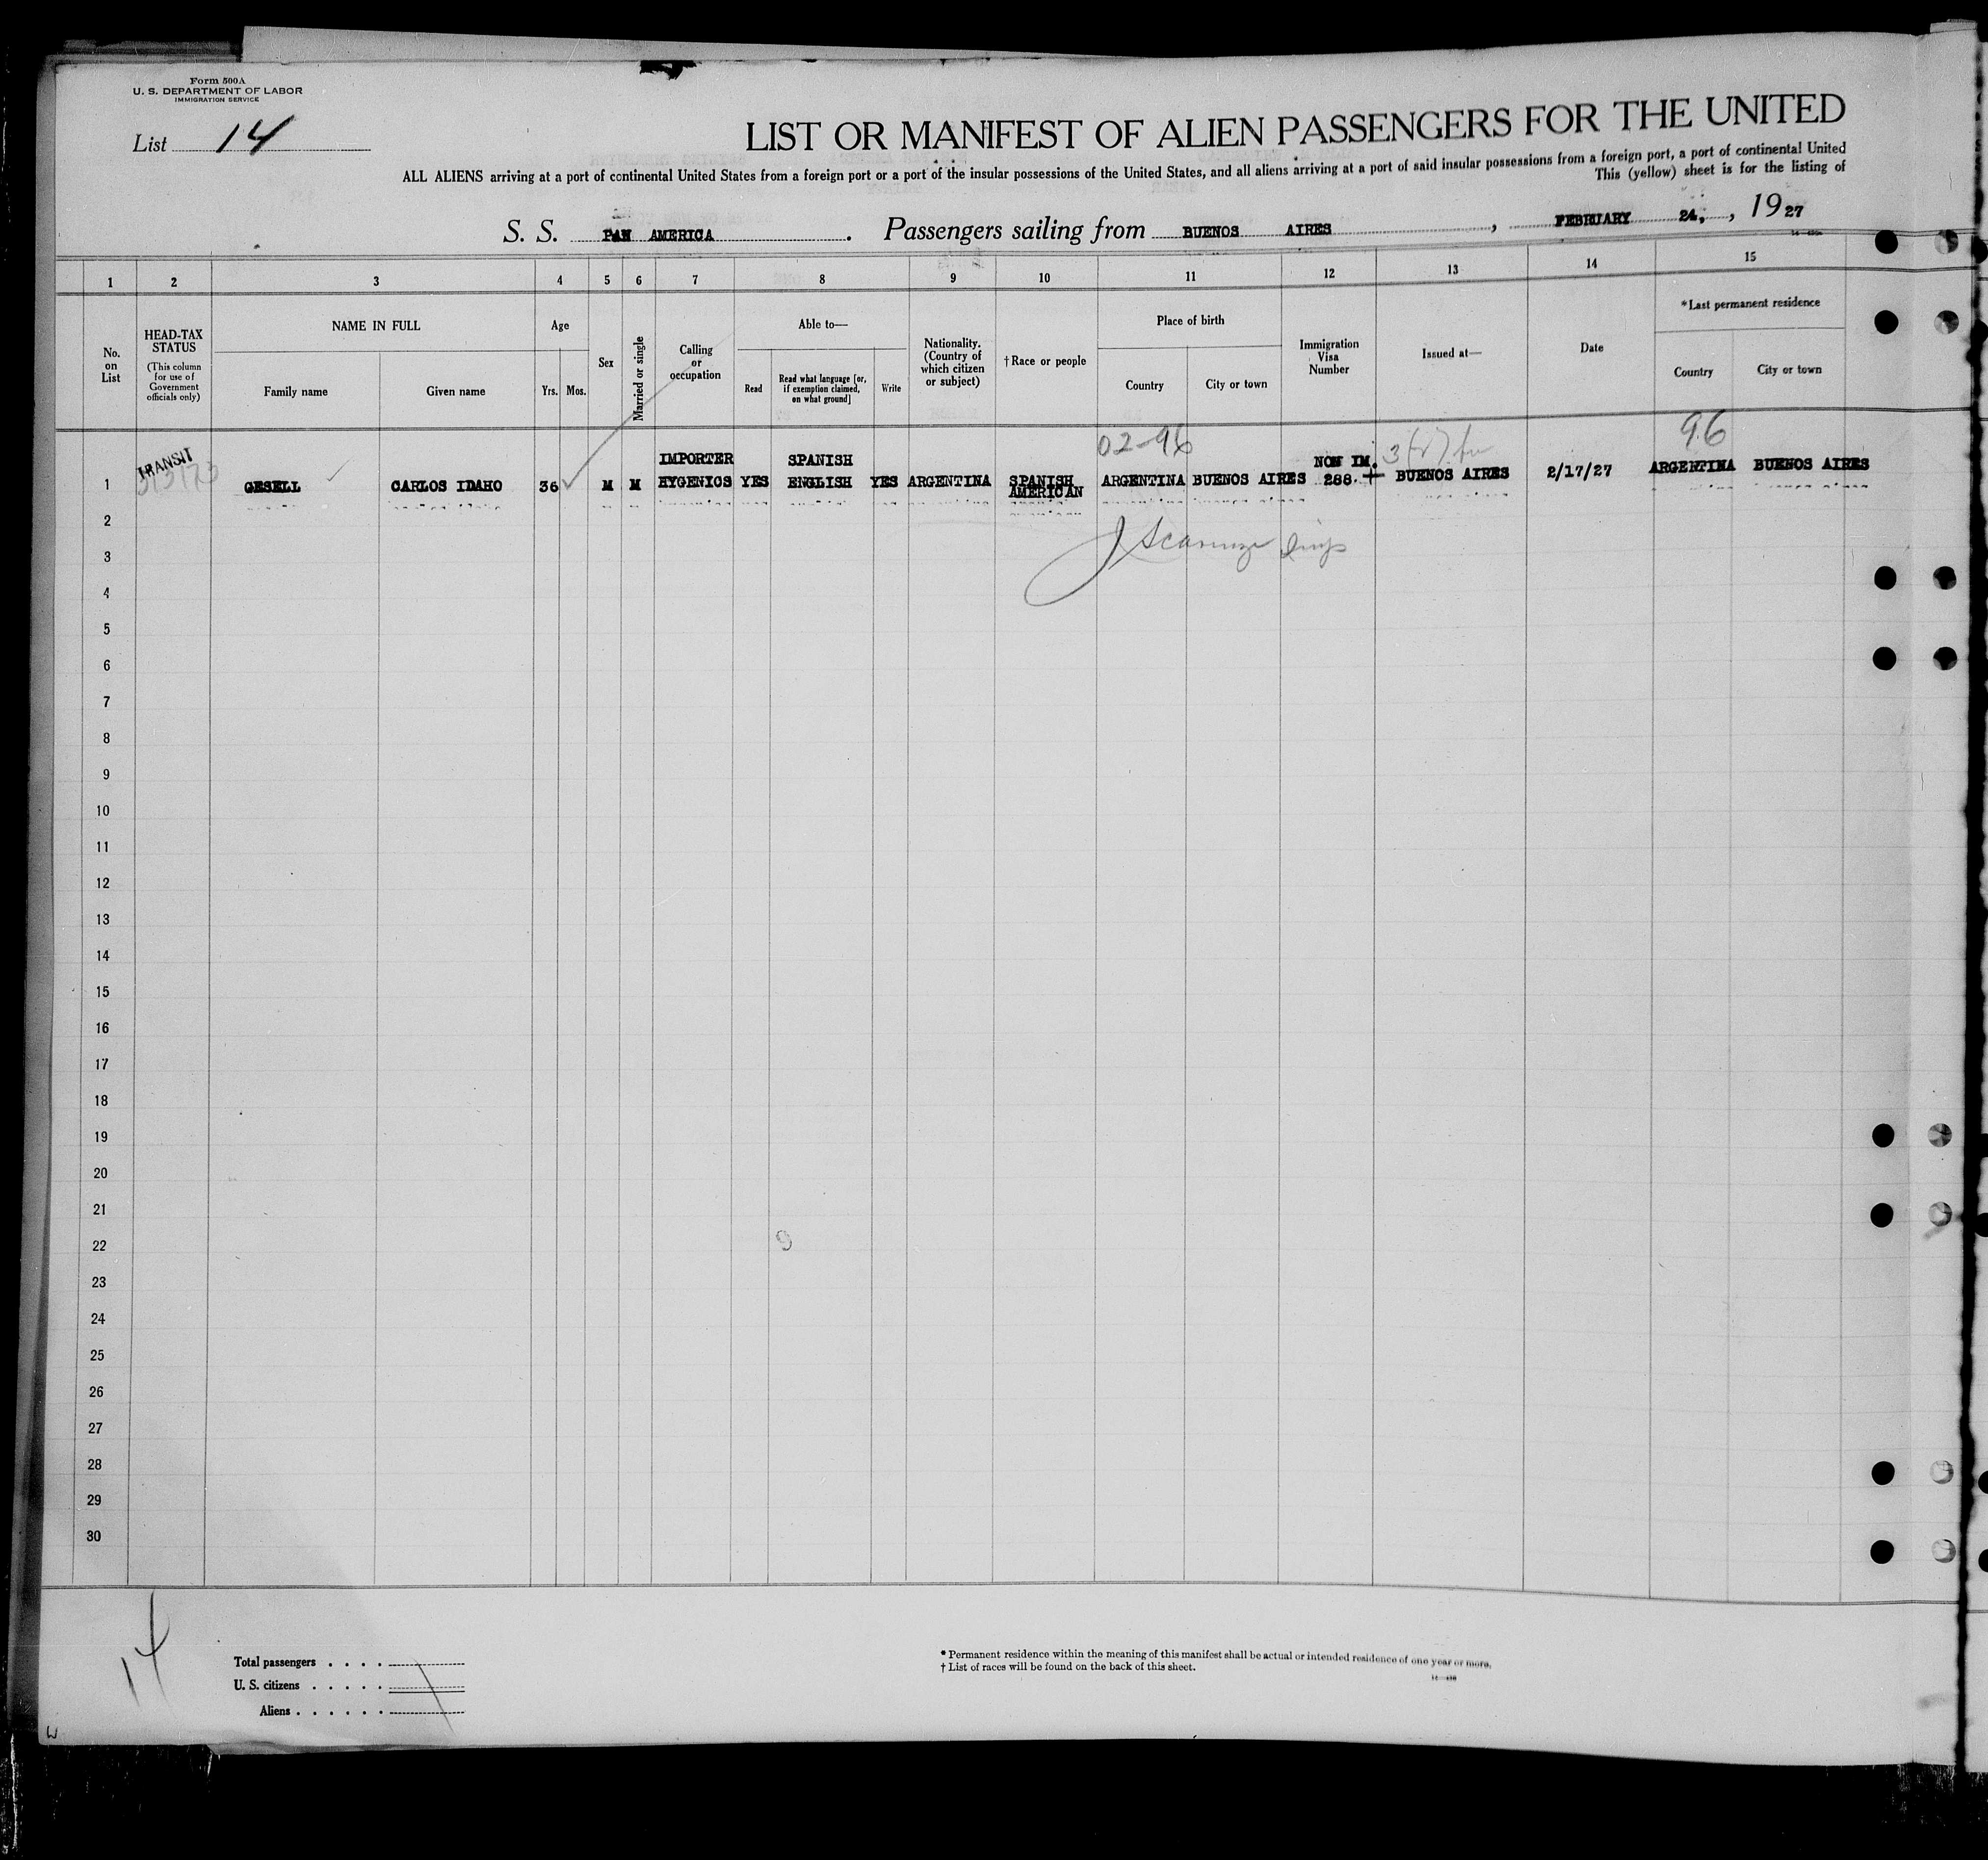 Form 500A
U. S. DEPARTMENT OF LABOR
IMMIGRATION SERVICE
List 14
LIST OR MANIFEST OF ALIEN PASSENGERS FOR THE UNITED
ALL ALIENS arriving at a port of continental United States from a foreign port or a port of the insular possessions of the United States, and all aliens arriving at a port of said insular possessions from a foreign port, a port of continental United
This (yellow) sheet is for the listing of
S. S. PAN AMERICA . Passengers sailing from BUENOS AIRES , FEBRUARY 24, , 1927
1 2 3 4 5 6 7 8 9 10 11 12 13 14 15
No. on List
HEAD-TAX STATUS
(This column for use of Government officials only)
NAME IN FULL
Family name
Given name
Age
Yrs. Mos.
Sex
Married or single
Calling or occupation
Able to—
Read
Read what language [or, if exemption claimed, on what ground]
Write
Nationality. (Country of which citizen or subject)
†Race or people
Place of birth
Country
City or town
Immigration Visa Number
Issued at—
Date
*Last permanent residence
Country
City or town
02-96
96
TRANSIT
IMPORTER SPANISH NON IM.
1 GESELL CARLOS IDAHO 36 M M HYGENICS YES ENGLISH YES ARGENTINA SPANISH AMERICAN ARGENTINA BUENOS AIRES 288 BUENOS AIRES 2/17/27 ARGERTINA BUENOS AIRES
2
3
4
5
6
7
8
9
10
11
12
13
14
15
16
17
18
19
20
21
22
9
23
24
25
26
27
28
29
30
14
Total passengers . . . .
U. S. citizens . . . . .
Aliens . . . . . .
* Permanent residence within the meaning of this manifest shall be actual or intended residence of one year or more.
† List of races will be found on the back of this sheet.